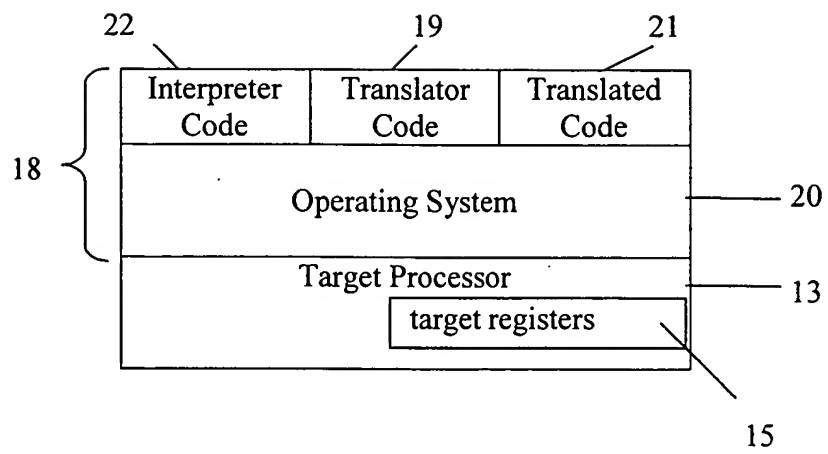 22 19 21
Interpreter Code Translator Code Translated Code
18
Operating System 20
Target Processor 13
target registers
15